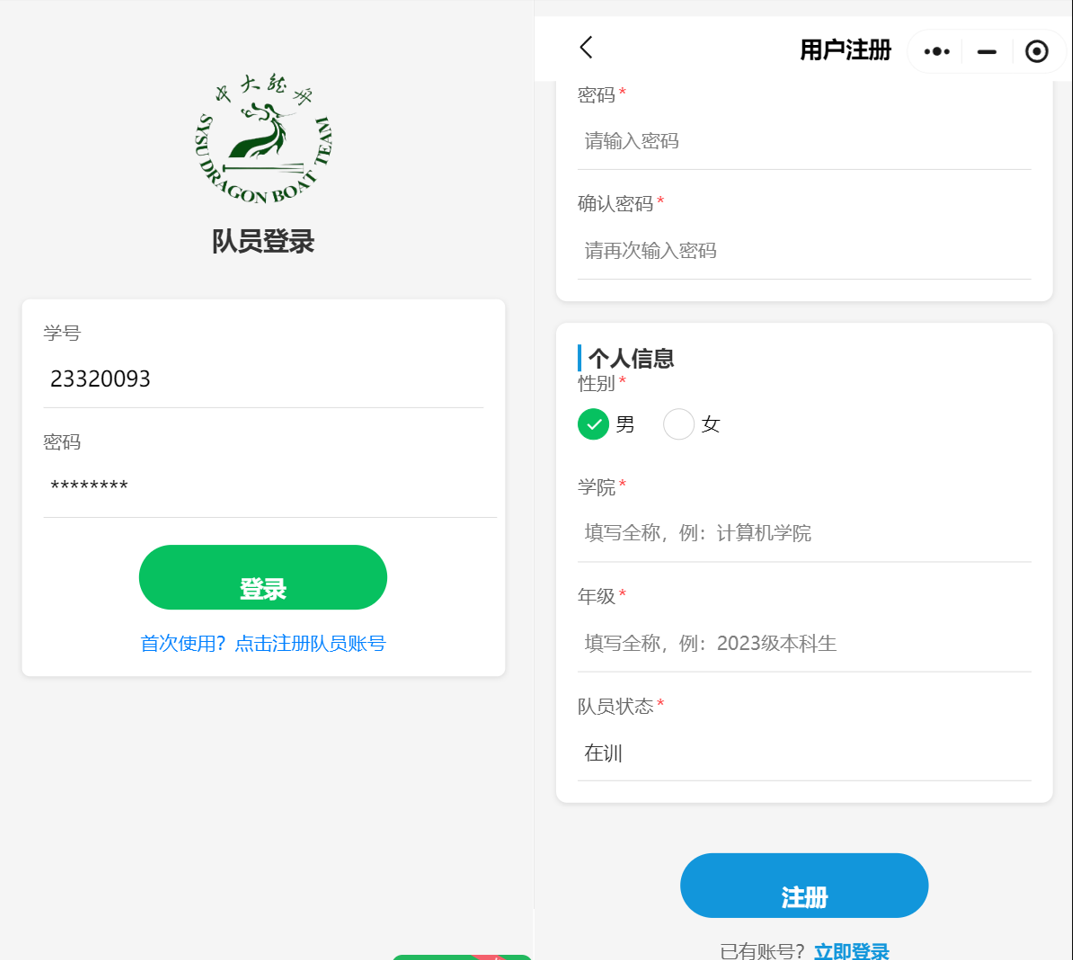 中大龙舟
SYSU DRAGON BOAT TEAM
队员登录
学号
23320093
密码
********
登录
首次使用？点击注册队员账号
用户注册
密码*
请输入密码
确认密码*
请再次输入密码
个人信息
性别*
男 女
学院*
填写全称，例：计算机学院
年级*
填写全称，例：2023级本科生
队员状态*
在训
注册
已有账号？立即登录